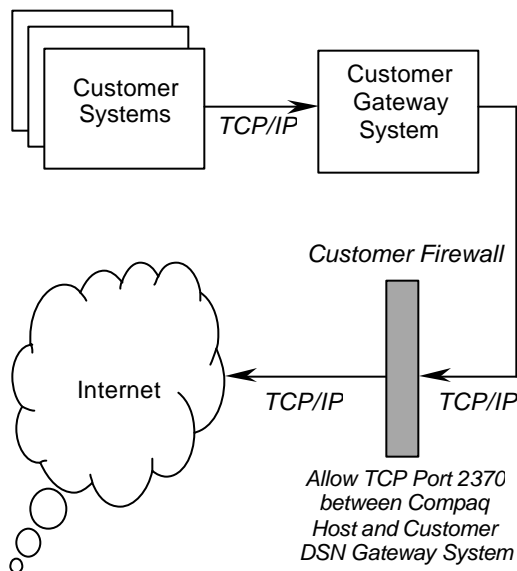 Customer
Systems
TCP/IP
Customer
Gateway
System
Customer Firewall
Internet
TCP/IP
TCP/IP
Allow TCP Port 2370
between Compaq
Host and Customer
DSN Gateway System